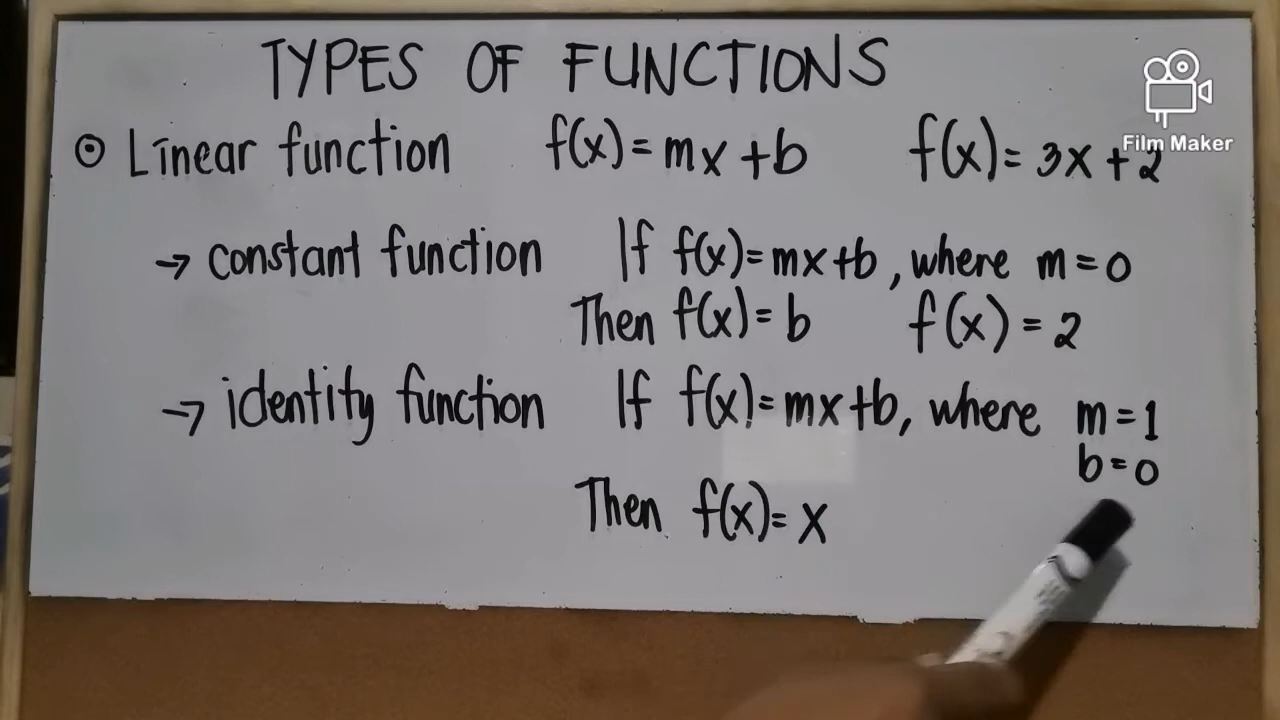 TYPES OF FUNCTIONS
Linear function f(x) = mx + b f(x) = 3x + 2
→ constant function If f(x) = mx + b, where m = 0
Then f(x) = b f(x) = 2
→ identity function If f(x) = mx + b, where m = 1
b = 0
Then f(x) = x
Film Maker